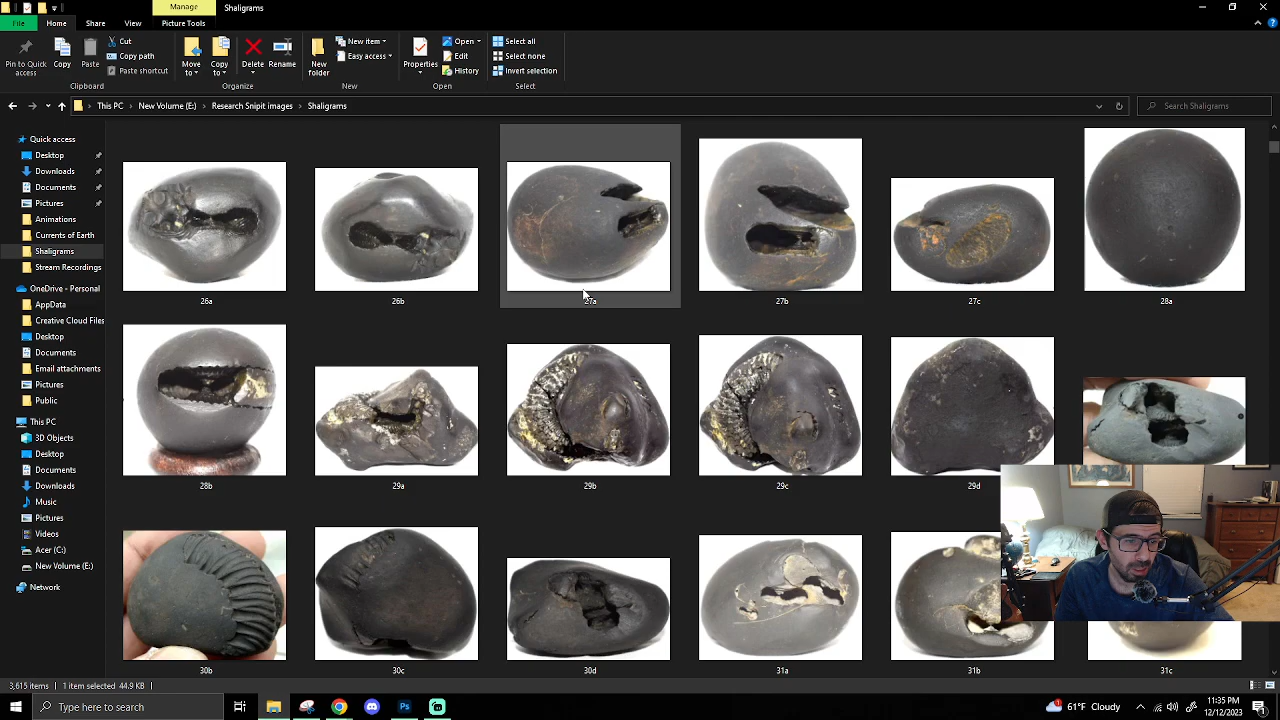 Manage
Shaligrams
File
Home
Share
View
Picture Tools
Pin to Quick access
Copy
Paste
Cut
Copy path
Paste shortcut
Clipboard
Move to
Copy to
Delete
Rename
Organize
New folder
New item
Easy access
New
Properties
Open
Edit
History
Open
Select all
Select none
Invert selection
Select
This PC
New Volume (E:)
Research Snipit images
Shaligrams
Search Shaligrams
Quick access
Desktop
Downloads
Documents
Pictures
Animations
Currents of Earth
Shaligrams
Stream Recordings
OneDrive - Personal
AppData
Creative Cloud Files
Desktop
Documents
Email attachments
Pictures
Public
This PC
3D Objects
Desktop
Documents
Downloads
Music
Pictures
Videos
Acer (C:)
New Volume (E:)
Network
26a
26b
27a
27b
27c
28a
28b
29a
29b
29c
29d
30b
30c
30d
31a
31b
31c
3,615 items
1 item selected 44.9 KB
Type here to search
61°F Cloudy
11:35 PM
12/12/2023